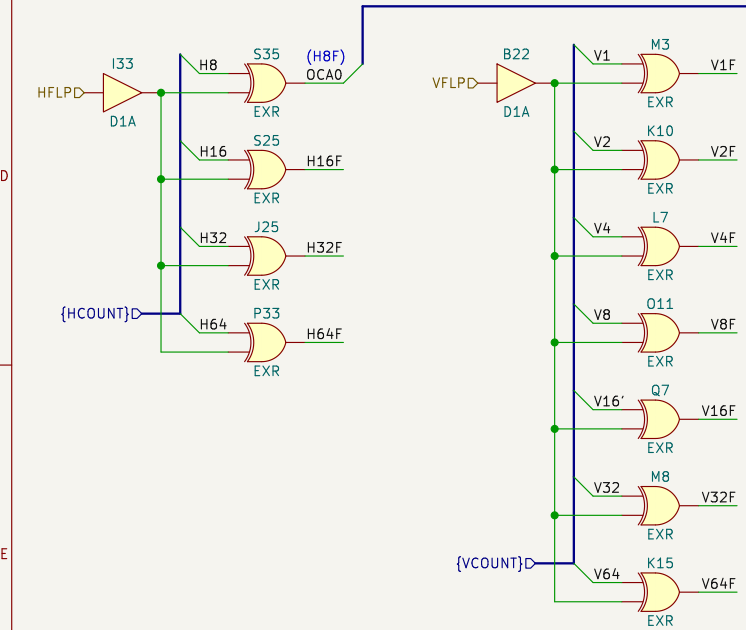 I33
HFLP
D1A
H8
S35
(H8F)
OCA0
EXR
H16
S25
H16F
EXR
H32
J25
H32F
EXR
{HCOUNT}
H64
P33
H64F
EXR
B22
VFLP
D1A
V1
M3
V1F
EXR
V2
K10
V2F
EXR
V4
L7
V4F
EXR
V8
O11
V8F
EXR
V16'
Q7
V16F
EXR
V32
M8
V32F
EXR
{VCOUNT}
V64
K15
V64F
EXR
D
E